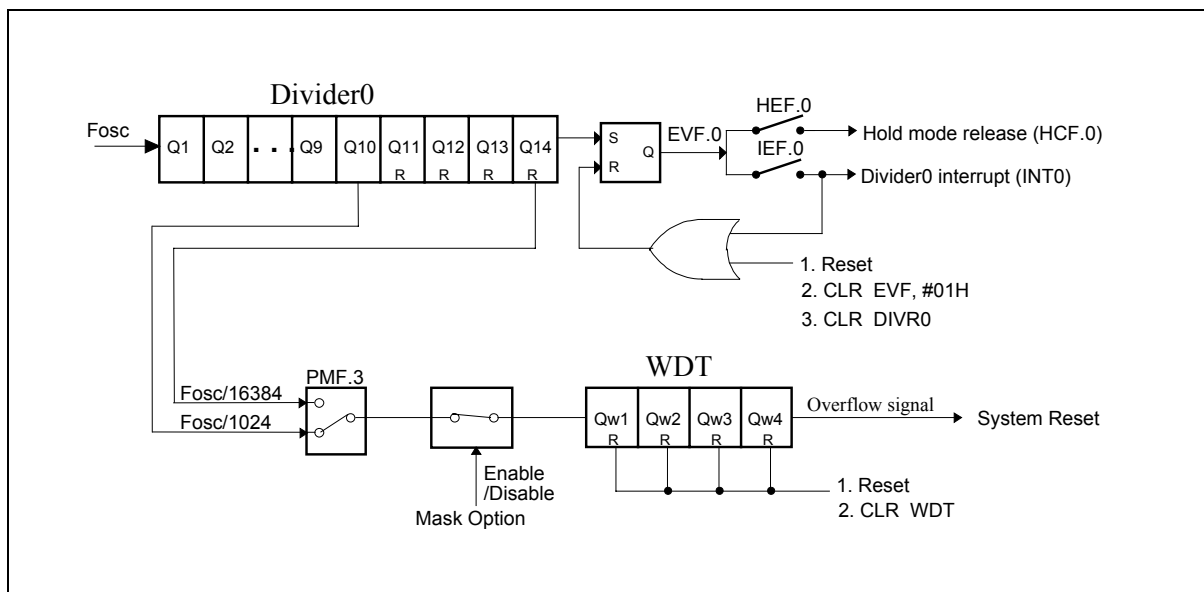 Divider0
Fosc
Q1 Q2 . . . Q9 Q10 Q11 Q12 Q13 Q14
R R R R
S
R
Q
EVF.0
HEF.0
IEF.0
Hold mode release (HCF.0)
Divider0 interrupt (INT0)
1. Reset
2. CLR EVF, #01H
3. CLR DIVR0
Fosc/16384
Fosc/1024
PMF.3
Enable
/Disable
Mask Option
WDT
Qw1 Qw2 Qw3 Qw4
R R R R
Overflow signal
System Reset
1. Reset
2. CLR WDT